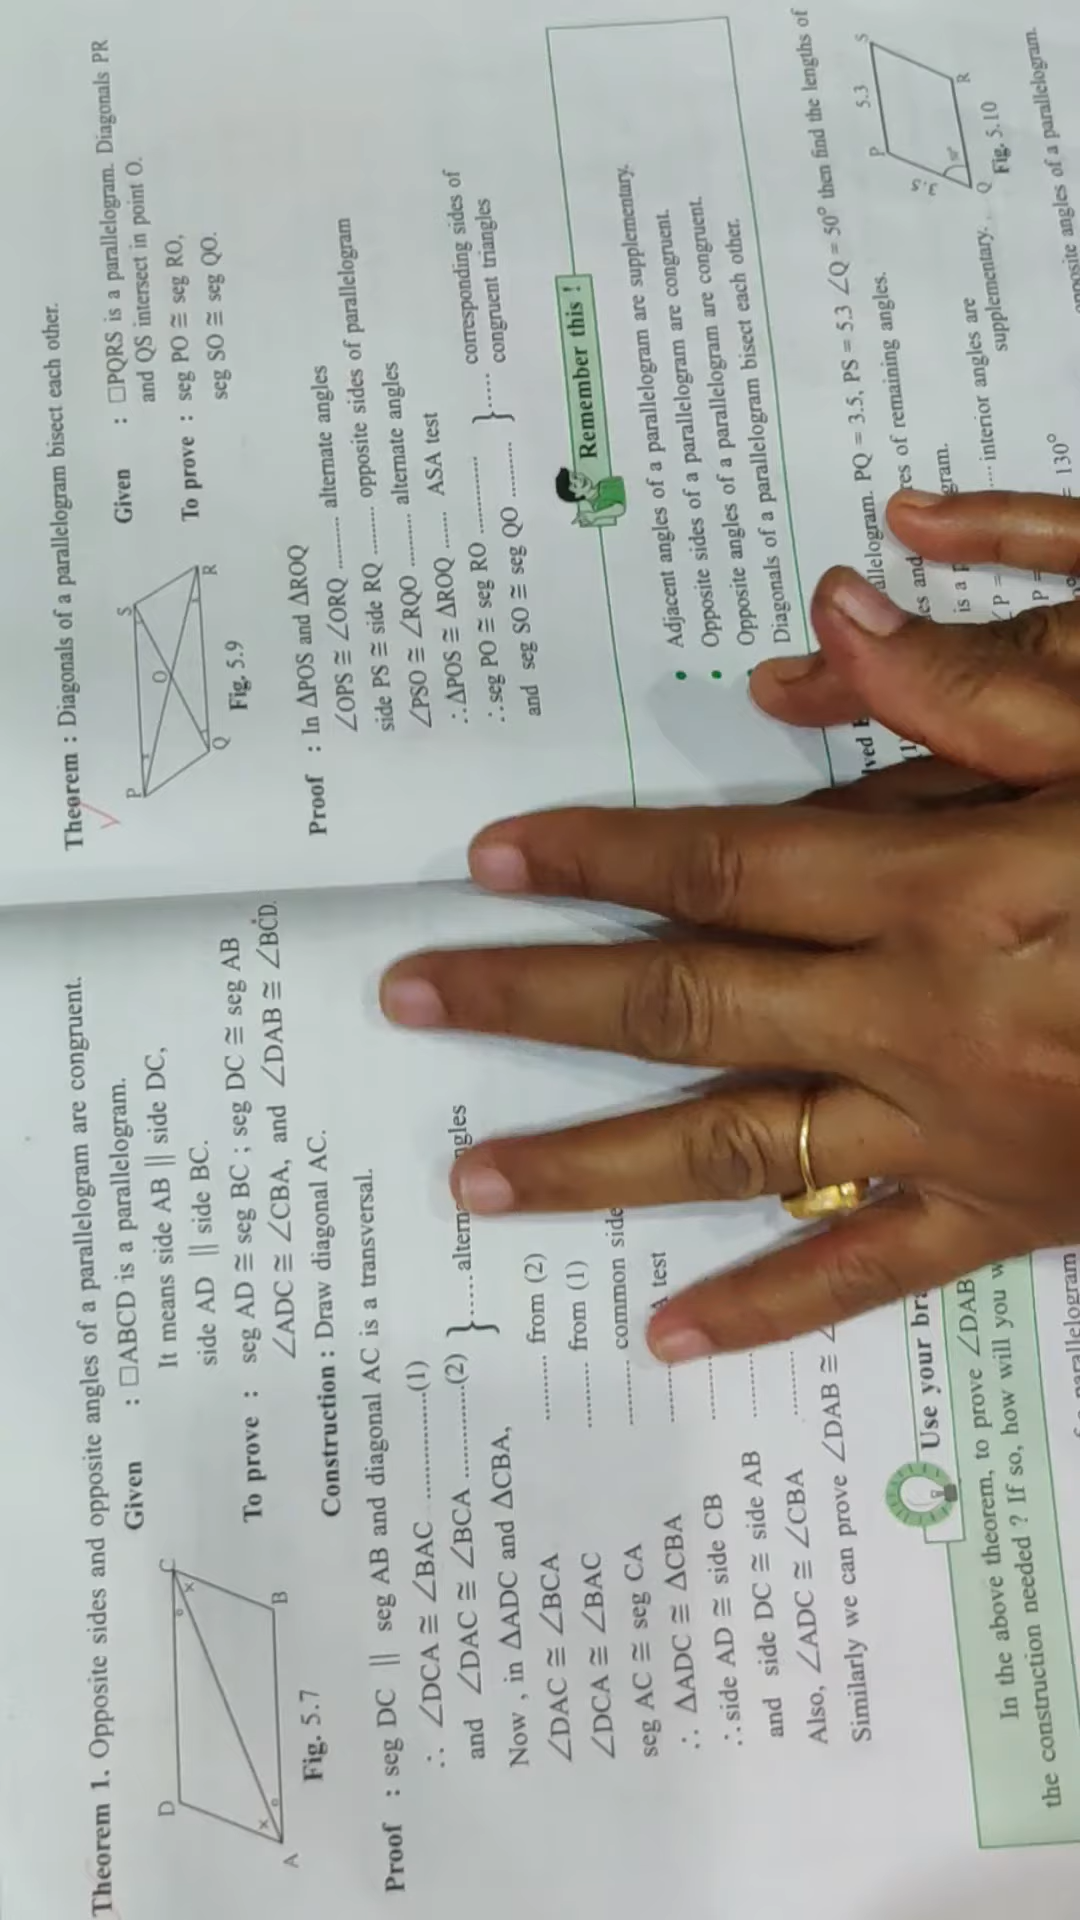 Theorem 1. Opposite sides and opposite angles of a parallelogram are congruent.
D
C
A
B
Fig. 5.7
Given : □ABCD is a parallelogram.
It means side AB || side DC,
side AD || side BC.
To prove : seg AD ≅ seg BC ; seg DC ≅ seg AB
∠ADC ≅ ∠CBA, and ∠DAB ≅ ∠BCD.
Construction : Draw diagonal AC.
Proof : seg DC || seg AB and diagonal AC is a transversal.
∴ ∠DCA ≅ ∠BAC ................(1)
and ∠DAC ≅ ∠BCA ..............(2) }.....
Now , in ΔADC and ΔCBA,
∠DAC ≅ ∠BCA .......... from (2)
∠DCA ≅ ∠BAC .......... from (1)
seg AC ≅ seg CA .......... common side
∴ ΔADC ≅ ΔCBA .......... test
∴ side AD ≅ side CB
and side DC ≅ side AB
Also, ∠ADC ≅ ∠CBA
Similarly we can prove ∠DAB ≅
Use your
In the above theorem, to prove ∠DAB
the construction needed ? If so, how will you
parallelogram
Theorem : Diagonals of a parallelogram bisect each other.
P
S
O
Q
R
Fig. 5.9
Given : □PQRS is a parallelogram. Diagonals PR
and QS intersect in point O.
To prove : seg PO ≅ seg RO,
seg SO ≅ seg QO.
Proof : In ΔPOS and ΔROQ
∠OPS ≅ ∠ORQ .......... alternate angles
side PS ≅ side RQ .......... opposite sides of parallelogram
∠PSO ≅ ∠RQO .......... alternate angles
∴ ΔPOS ≅ ΔROQ ...... ASA test
∴ seg PO ≅ seg RO ............ }..... corresponding sides of
and seg SO ≅ seg QO .......... congruent triangles
Remember this !
• Adjacent angles of a parallelogram are supplementary.
• Opposite sides of a parallelogram are congruent.
Opposite angles of a parallelogram are congruent.
Diagonals of a parallelogram bisect each other.
(1) PQ = 3.5, PS = 5.3 ∠Q = 50° then find the lengths of
of remaining angles.
is a
.... interior angles are
supplementary.
P =
130°
P
5.3
S
3.5
50°
Q
R
Fig. 5.10
opposite angles of a parallelogram.